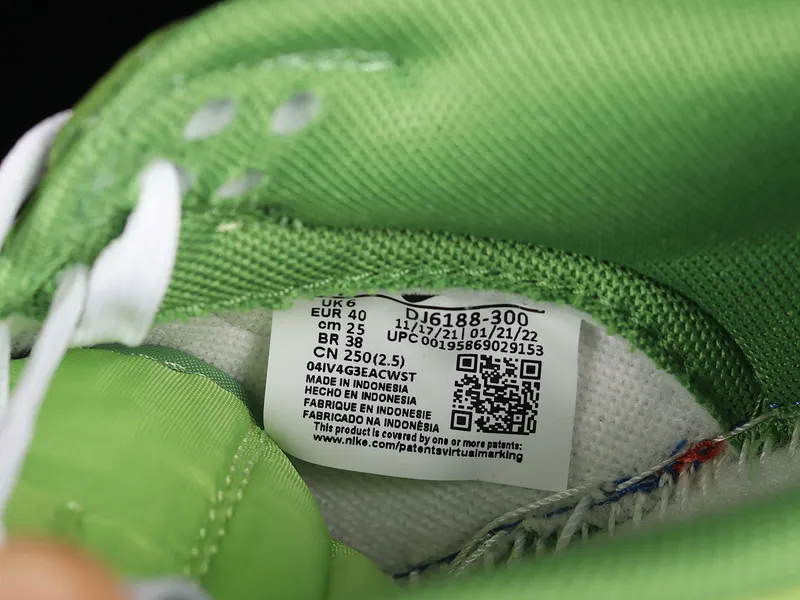 UK 6
EUR 40
cm 25
BR 38
CN 250(2.5)
DJ6188-300
11/17/21| 01/21/22
UPC 00195869029153
04IV4G3EACWST
MADE IN INDONESIA
HECHO EN INDONESIA
FABRIQUE EN INDONESIE
FABRICADO NA INDONÈSIA
This product is covered by one or more patents:
www.nike.com/patentsvirtualmarking